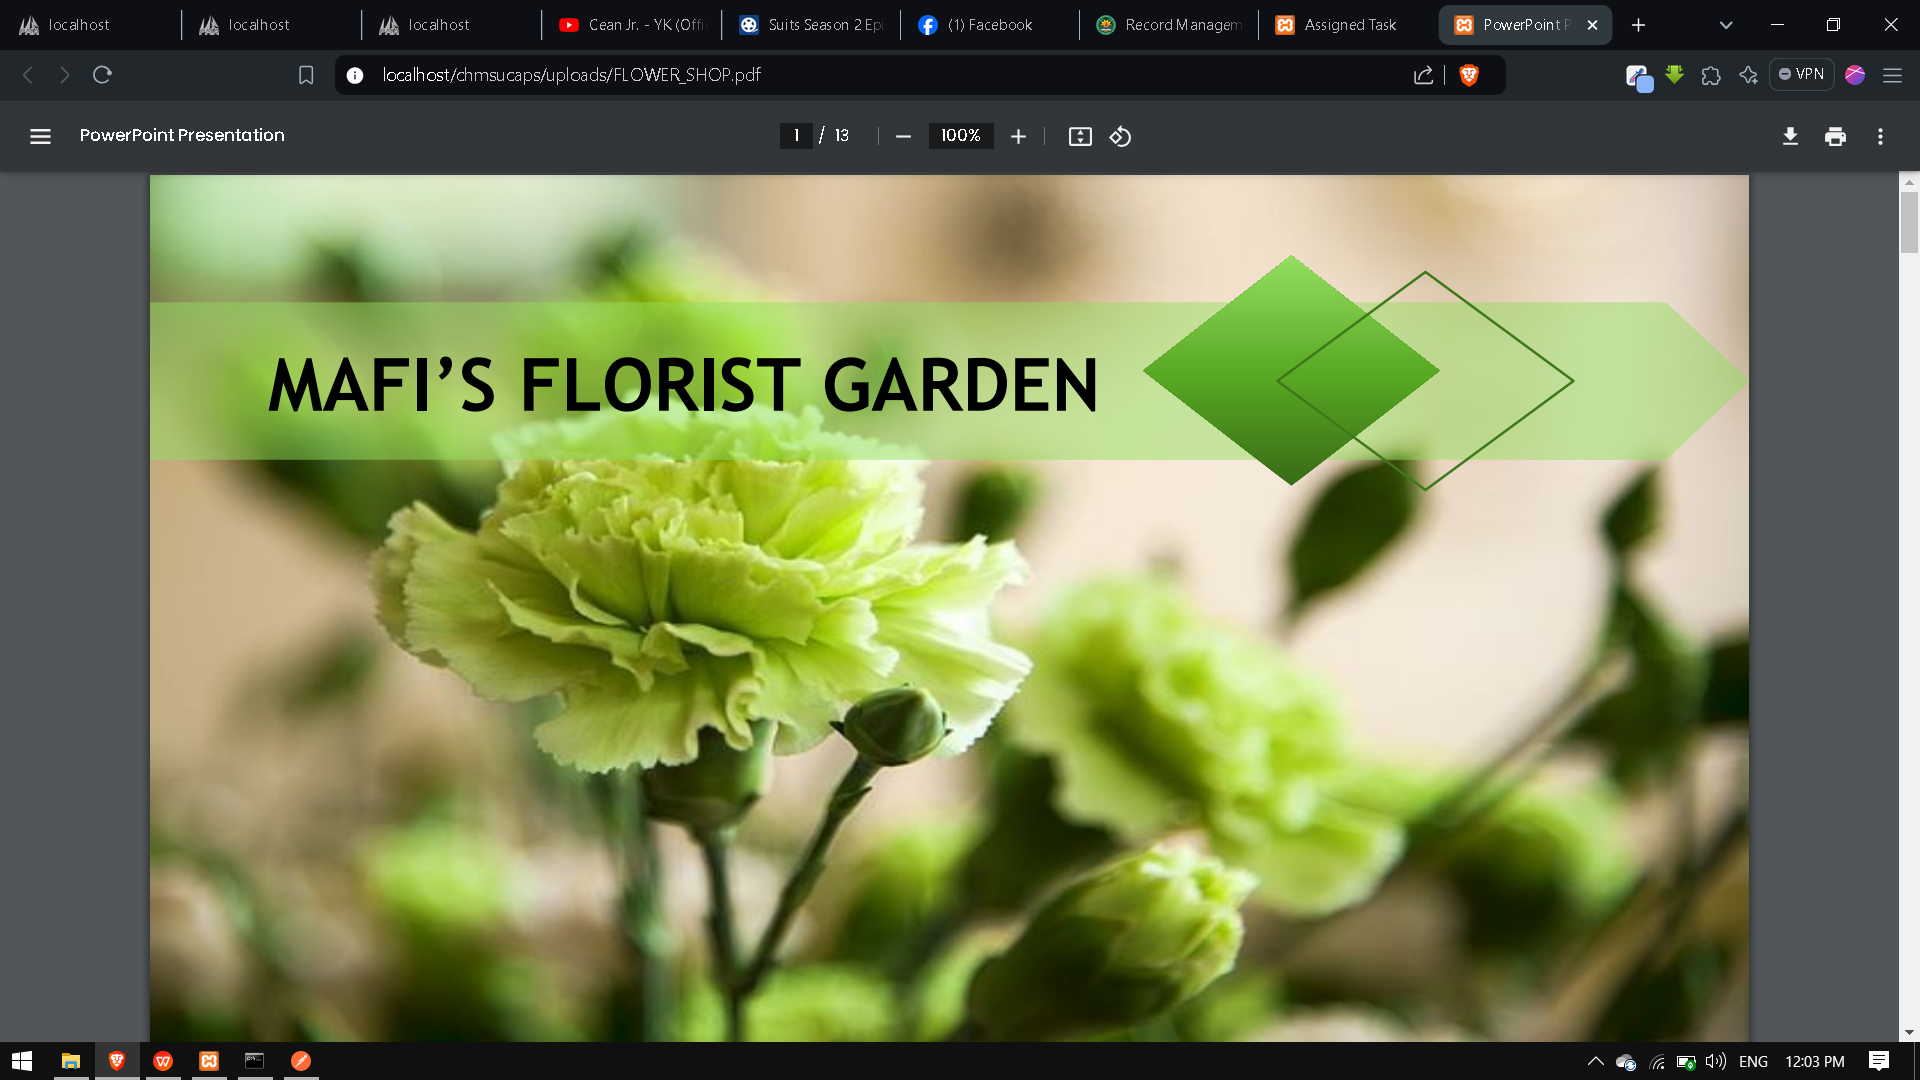 localhost
localhost
localhost
Cean Jr. - YK (Offi
Suits Season 2 Epi
(1) Facebook
Record Managem
Assigned Task
PowerPoint P
localhost/chmsucaps/uploads/FLOWER_SHOP.pdf
VPN
PowerPoint Presentation
1 / 13
100%
MAFI’S FLORIST GARDEN
ENG
12:03 PM